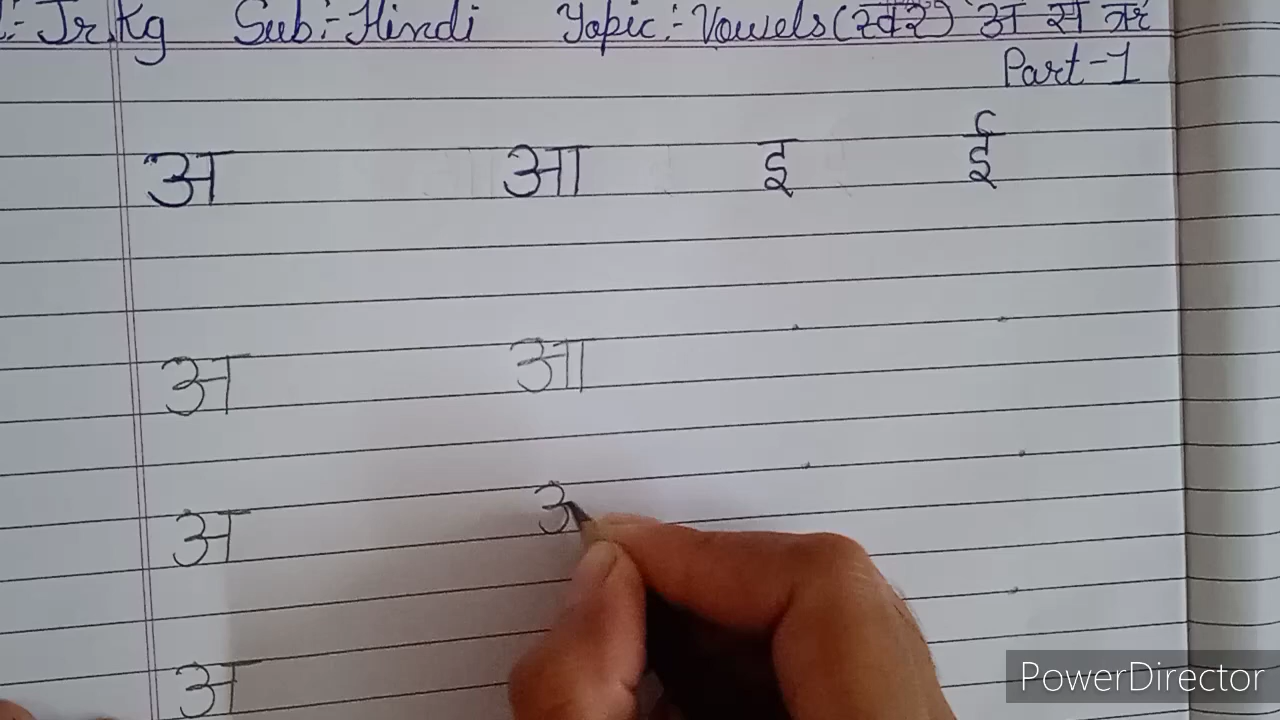 :- Jr.Kg Sub:- Hindi Topic:- Vowels (स्वर) अ से
Part-1
अ आ इ ई
अ आ
अ उ
अ
PowerDirector